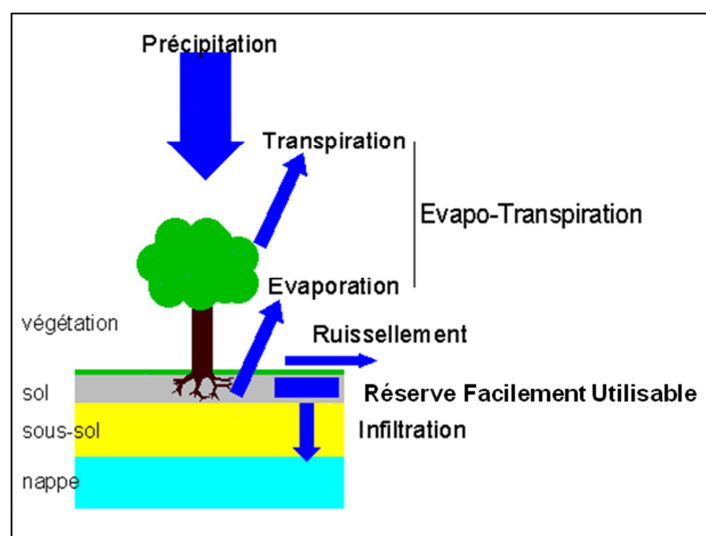 Précipitation
Transpiration
Evapo-Transpiration
Evaporation
végétation
Ruissellement
sol
Réserve Facilement Utilisable
sous-sol
Infiltration
nappe